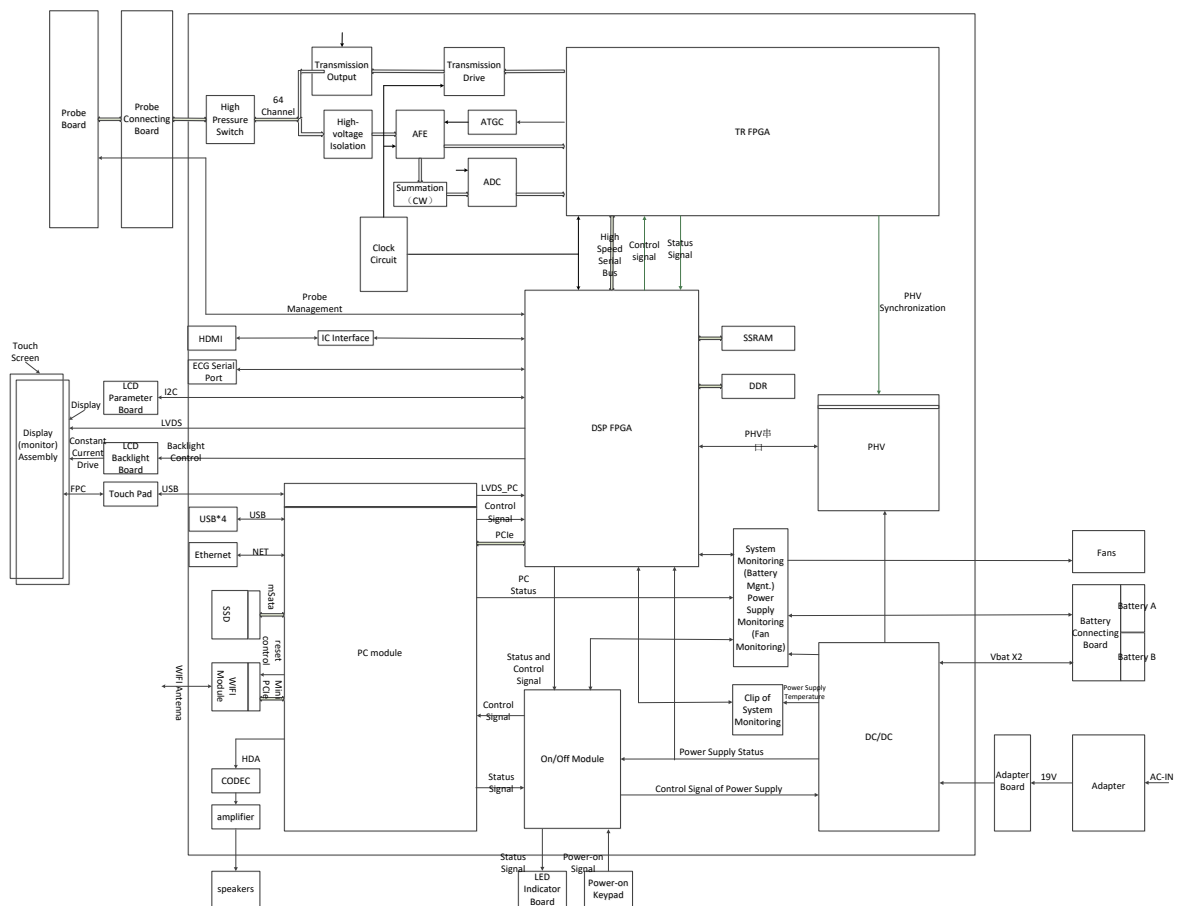 Probe
Board
Probe
Connecting
Board
High
Pressure
Switch
64
Channel
Transmission
Output
Transmission
Drive
High-
voltage
Isolation
AFE
ATGC
Summation
（CW）
ADC
TR FPGA
Clock
Circuit
High
Speed
Serial
Bus
Control
signal
Status
Signal
PHV
Synchronization
Probe
Management
HDMI
IC Interface
ECG Serial
Port
SSRAM
DDR
DSP FPGA
Touch
Screen
LCD
Parameter
Board
I2C
Display
LVDS
Display
(monitor)
Assembly
Constant
Current
Drive
LCD
Backlight
Board
Backlight
Control
FPC
Touch Pad
USB
PHV串
口
PHV
LVDS_PC
Control
Signal
PCIe
USB*4
USB
Ethernet
NET
PC
Status
System
Monitoring
(Battery
Mgnt.)
Power
Supply
Monitoring
(Fan
Monitoring)
Fans
Battery
Connecting
Board
Battery A
Battery B
SSD
mSata
PC module
reset
control
WIFI
Module
Mini
PCIe
WIFI Antenna
Status and
Control
Signal
Vbat X2
Clip of
System
Monitoring
Power Supply
Temperature
Control
Signal
DC/DC
On/Off Module
Power Supply Status
HDA
CODEC
Status
Signal
Control Signal of Power Supply
Adapter
Board
19V
Adapter
AC-IN
amplifier
speakers
Status
Signal
Power-on
Signal
LED
Indicator
Board
Power-on
Keypad